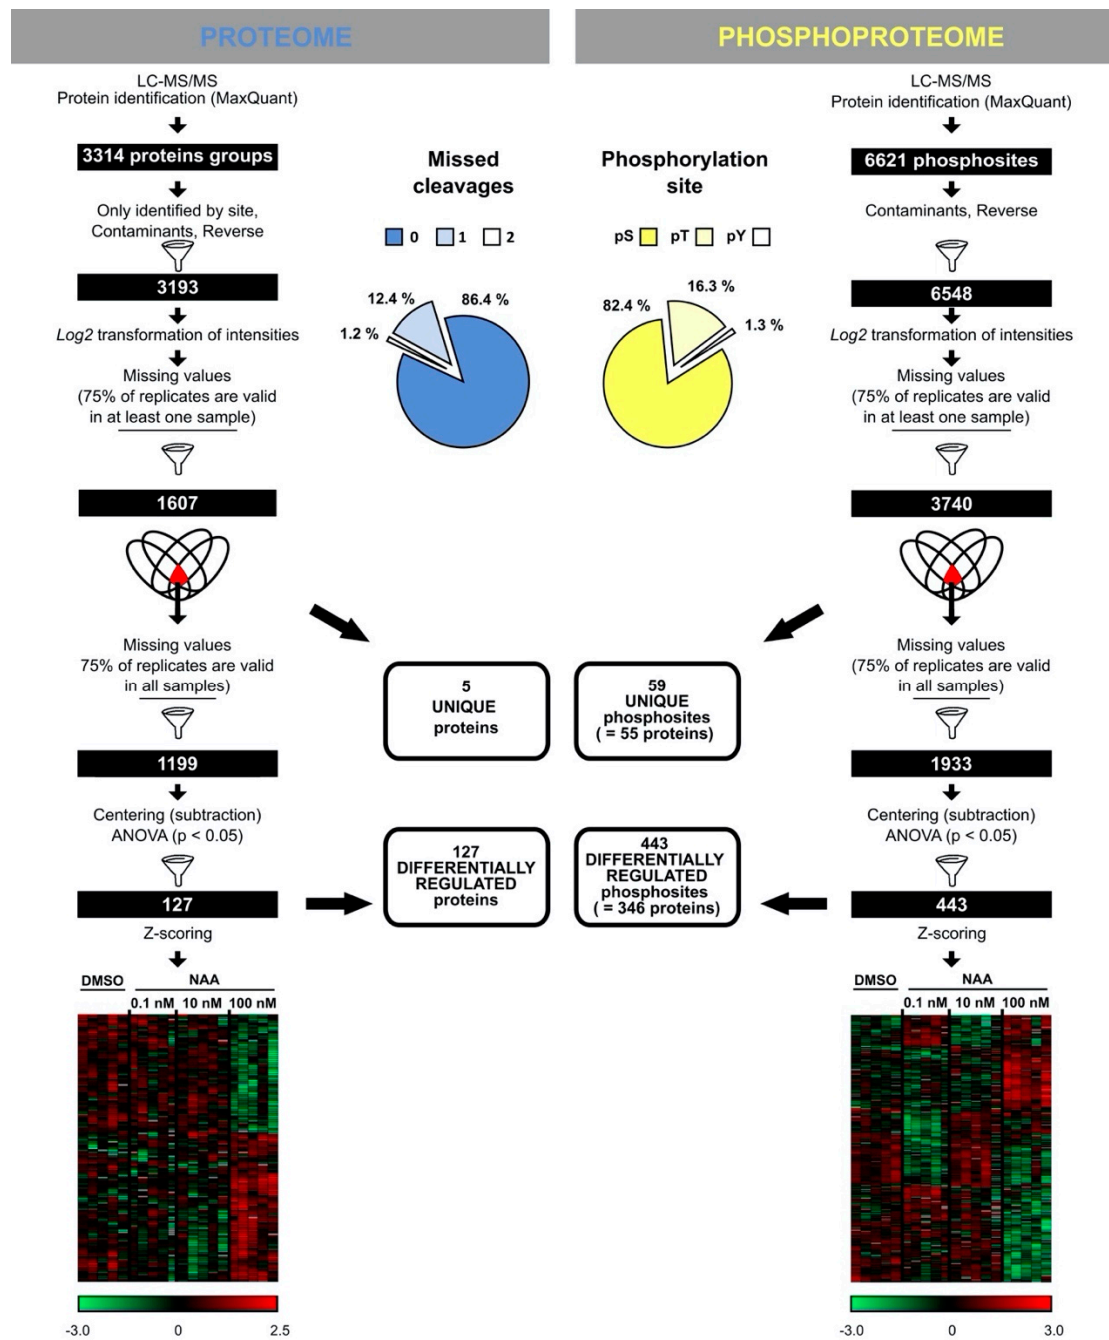 PROTEOME
LC-MS/MS
Protein identification (MaxQuant)
3314 proteins groups
Only identified by site,
Contaminants, Reverse
3193
Log2 transformation of intensities
Missing values
(75% of replicates are valid
in at least one sample)
1607
Missing values
75% of replicates are valid
in all samples)
1199
Centering (subtraction)
ANOVA (p < 0.05)
127
Z-scoring
DMSO NAA
0.1 nM 10 nM 100 nM
-3.0 0 2.5
Missed
cleavages
0 1 2
12.4 % 86.4 %
1.2 %
5
UNIQUE
proteins
127
DIFFERENTIALLY
REGULATED
proteins
PHOSPHOPROTEOME
Phosphorylation
site
pS pT pY
16.3 %
82.4 %
1.3 %
59
UNIQUE
phosphosites
( = 55 proteins)
443
DIFFERENTIALLY
REGULATED
phosphosites
(= 346 proteins)
LC-MS/MS
Protein identification (MaxQuant)
6621 phosphosites
Contaminants, Reverse
6548
Log2 transformation of intensities
Missing values
(75% of replicates are valid
in at least one sample)
3740
Missing values
(75% of replicates are valid
in all samples)
1933
Centering (subtraction)
ANOVA (p < 0.05)
443
Z-scoring
DMSO NAA
0.1 nM 10 nM 100 nM
-3.0 0 3.0